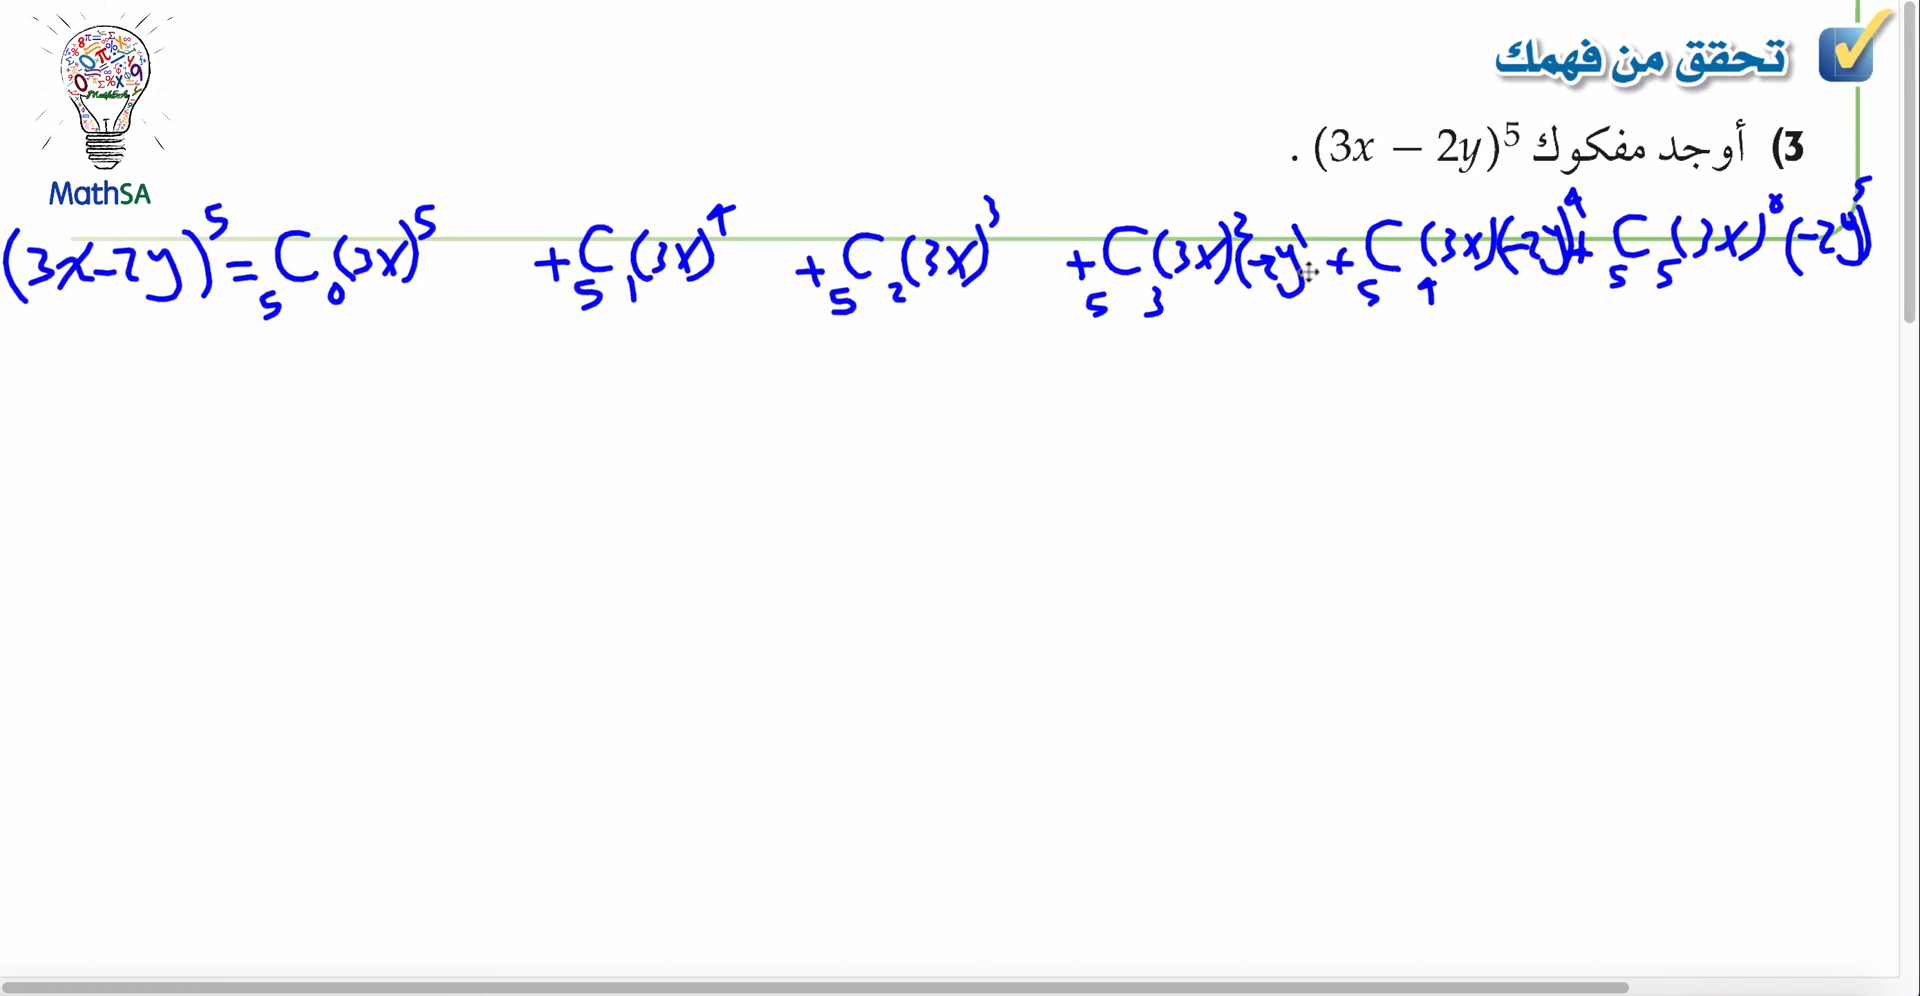 MathSA
تحقق من فهمك
3) أوجد مفكوك (3x − 2y)^5 .
(3x-2y)^5 = 5C0 (3x)^5 + 5C1 (3x)^4 + 5C2 (3x)^3 + 5C3 (3x)^2 (-2y + 5C4 (3x)(-2y)^4 + 5C5 (3x)^0 (-2y)^5